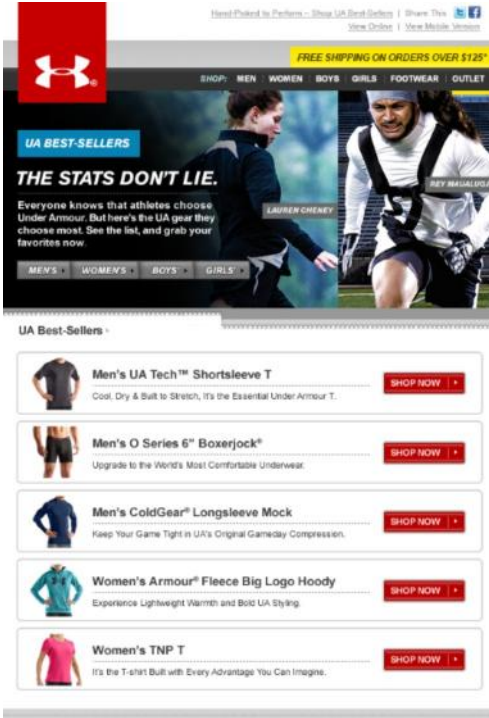 Hand-Picked to Perform – Shop UA Best-Sellers | Share This
View Online | View Mobile Version
FREE SHIPPING ON ORDERS OVER $125*
SHOP: MEN WOMEN BOYS GIRLS FOOTWEAR OUTLET
UA BEST-SELLERS
THE STATS DON'T LIE.
Everyone knows that athletes choose
Under Armour. But here's the UA gear they
choose most. See the list, and grab your
favorites now.
LAUREN CHENEY
REY MAUALUGA
MEN'S WOMEN'S BOYS' GIRLS'
UA Best-Sellers
Men's UA Tech™ Shortsleeve T
Cool, Dry & Built to Stretch, It's the Essential Under Armour T.
SHOP NOW
Men's O Series 6" Boxerjock®
Upgrade to the World's Most Comfortable Underwear.
SHOP NOW
Men's ColdGear® Longsleeve Mock
Keep Your Game Tight in UA's Original Gameday Compression.
SHOP NOW
Women's Armour® Fleece Big Logo Hoody
Experience Lightweight Warmth and Bold UA Styling.
SHOP NOW
Women's TNP T
It's the T-shirt Built with Every Advantage You Can Imagine.
SHOP NOW